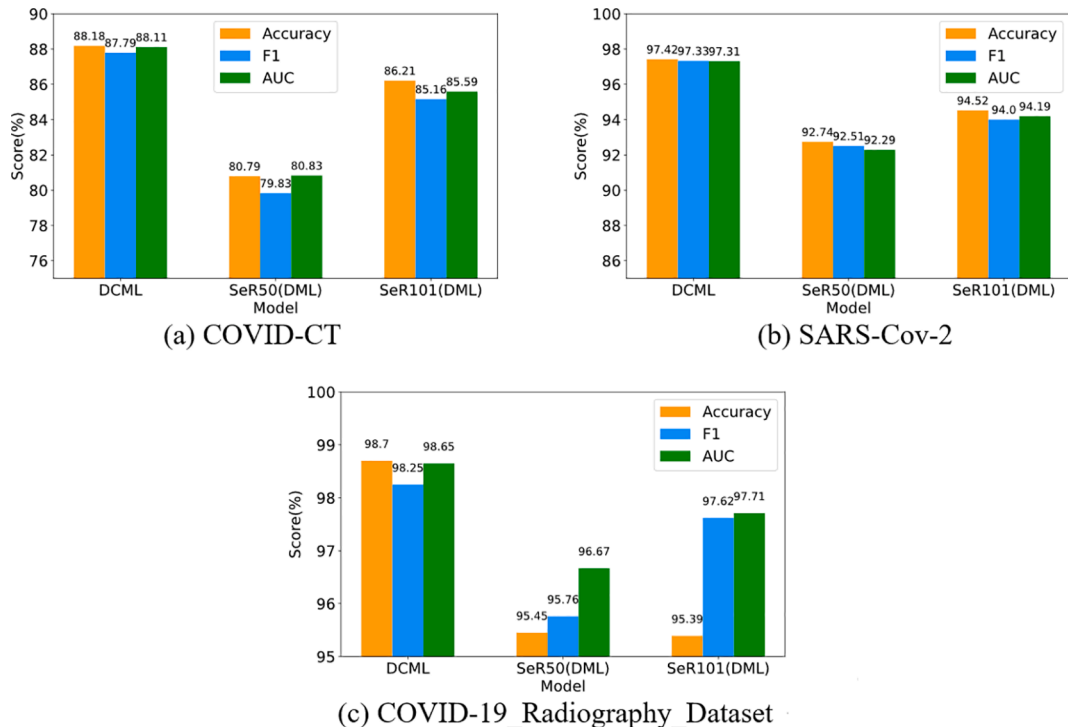 90
88
86
84
82
80
78
76
Score(%)
88.18 87.79 88.11
80.79 79.83 80.83
86.21 85.16 85.59
Accuracy
F1
AUC
DCML SeR50(DML) SeR101(DML)
Model
(a) COVID-CT
100
98
96
94
92
90
88
86
Score(%)
97.42 97.33 97.31
92.74 92.51 92.29
94.52 94.0 94.19
Accuracy
F1
AUC
DCML SeR50(DML) SeR101(DML)
Model
(b) SARS-Cov-2
100
99
98
97
96
95
Score(%)
98.7 98.25 98.65
95.45 95.76 96.67
95.39 97.62 97.71
Accuracy
F1
AUC
DCML SeR50(DML) SeR101(DML)
Model
(c) COVID-19_Radiography_Dataset